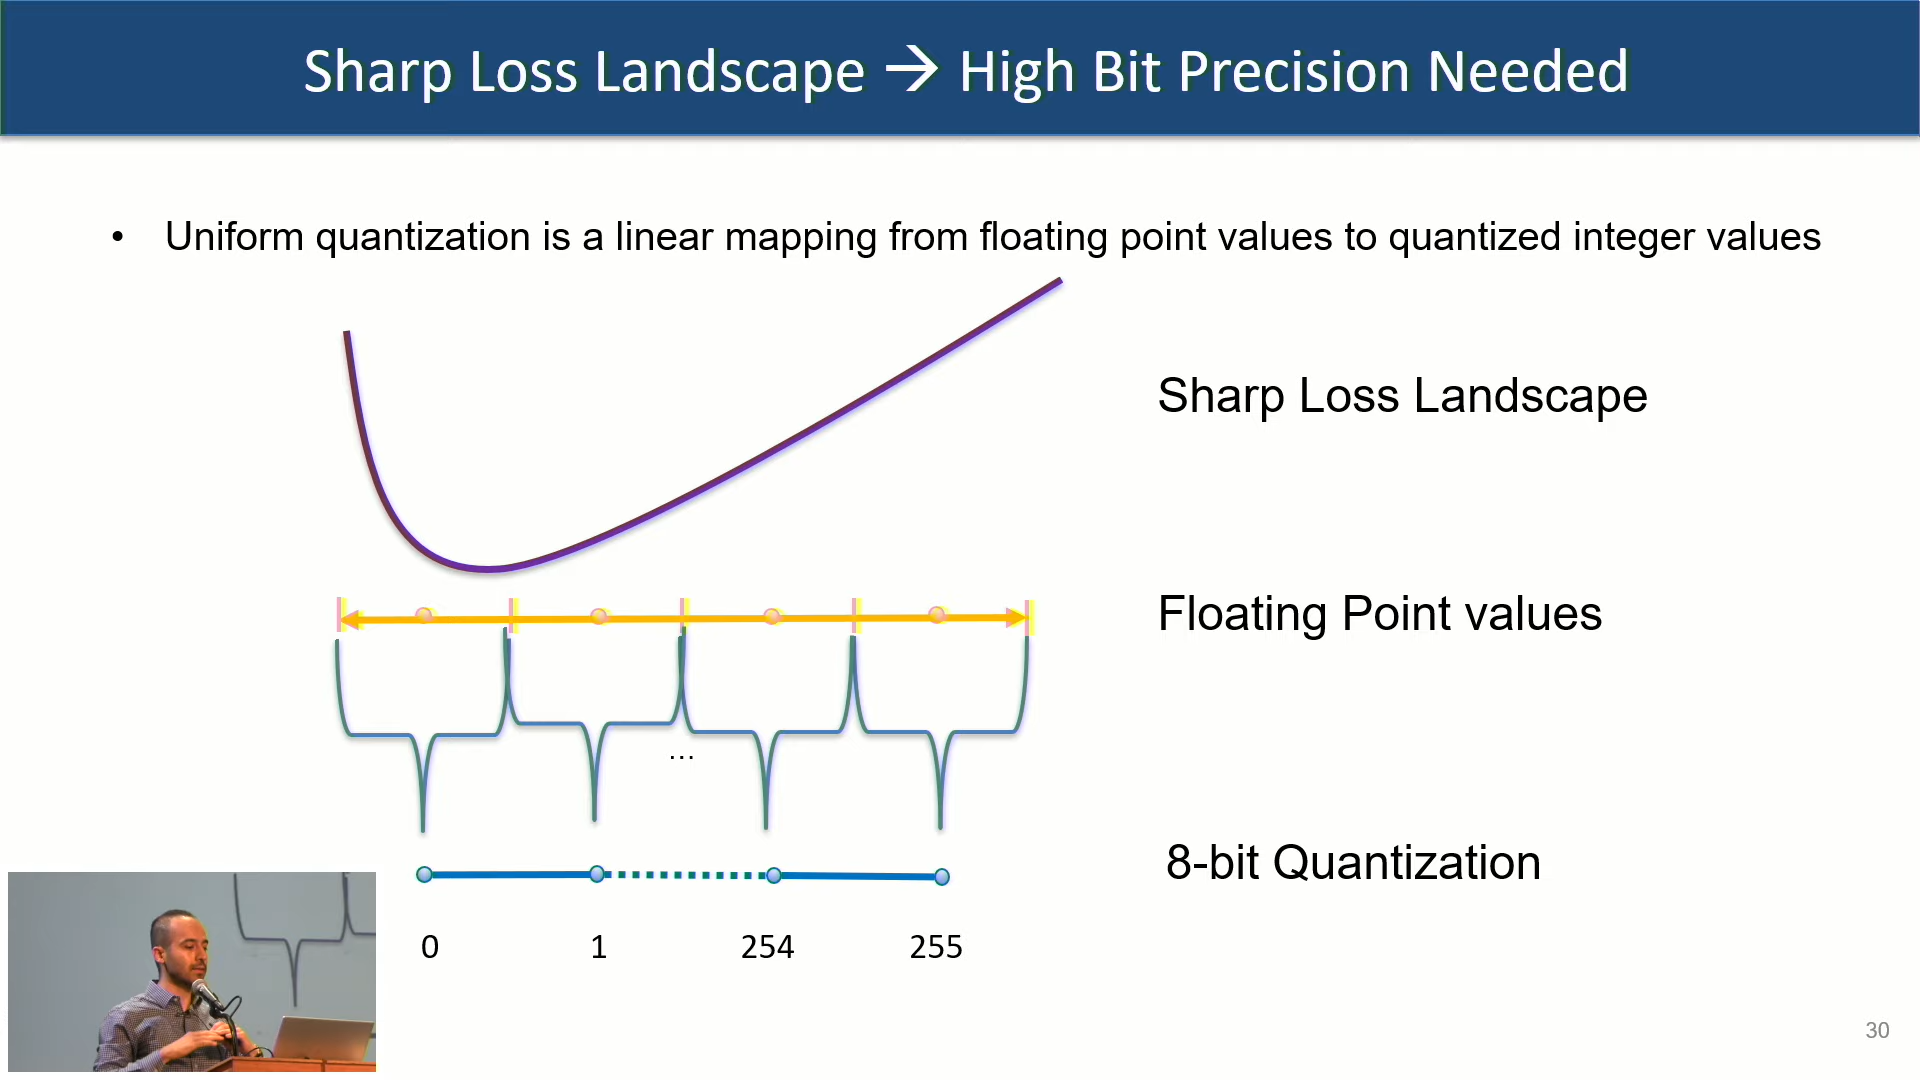 Sharp Loss Landscape → High Bit Precision Needed
• Uniform quantization is a linear mapping from floating point values to quantized integer values
Sharp Loss Landscape
Floating Point values
...
8-bit Quantization
0 1 254 255
30